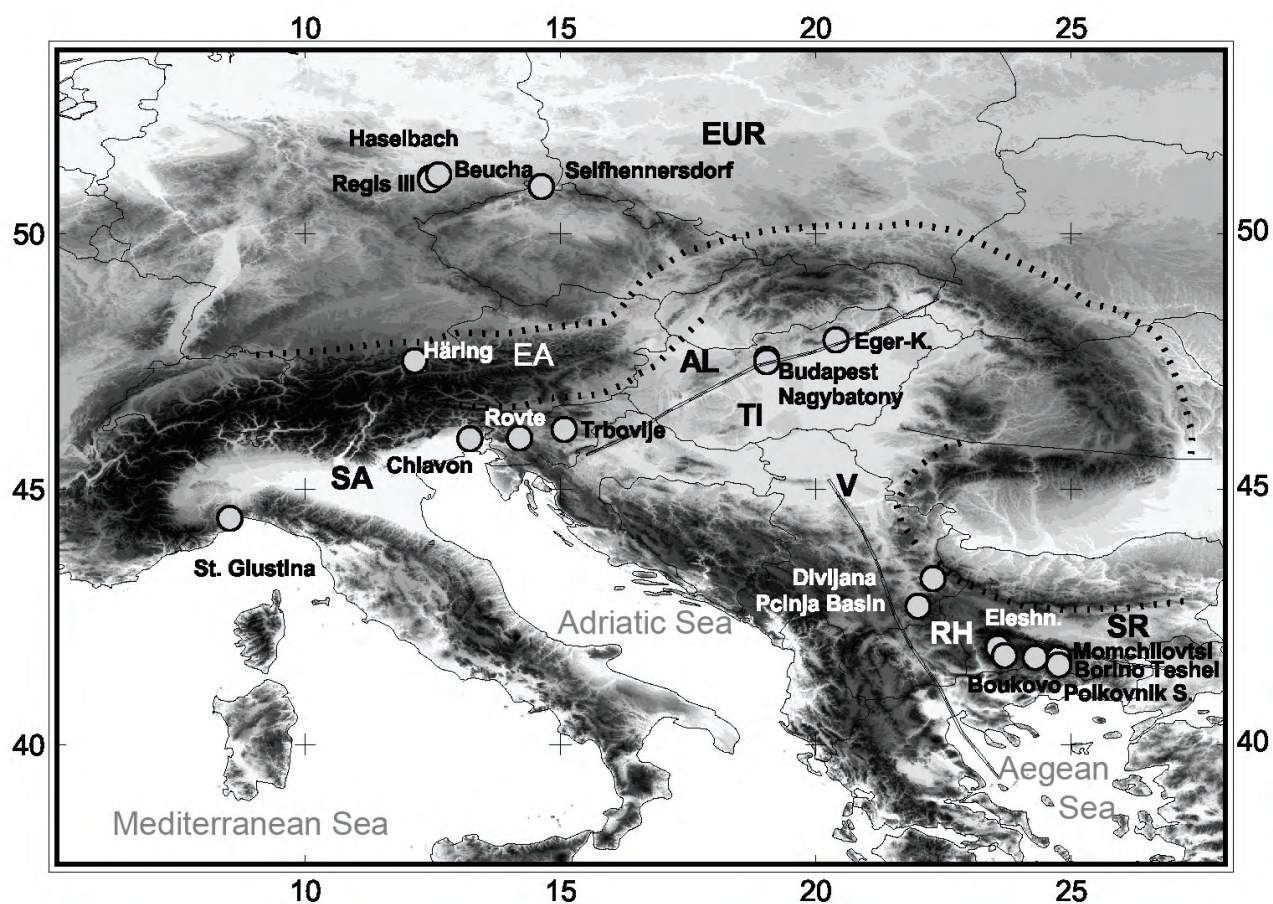 10 15 20 25
Haselbach
EUR
Regis III
Beucha
Seifhennersdorf
50 50
Häring
EA
AL
Eger-K.
Budapest
Nagybatony
TI
Rovte
Trbovlje
Chiavon
SA
45
V
45
St. Giustina
Divljana
Pcinja Basin
Adriatic Sea
RH
Eleshn.
SR
Momchilovtsi
Borino Teshel
Boukovo
Polkovnik S.
40 40
Aegean
Sea
Mediterranean Sea
10 15 20 25